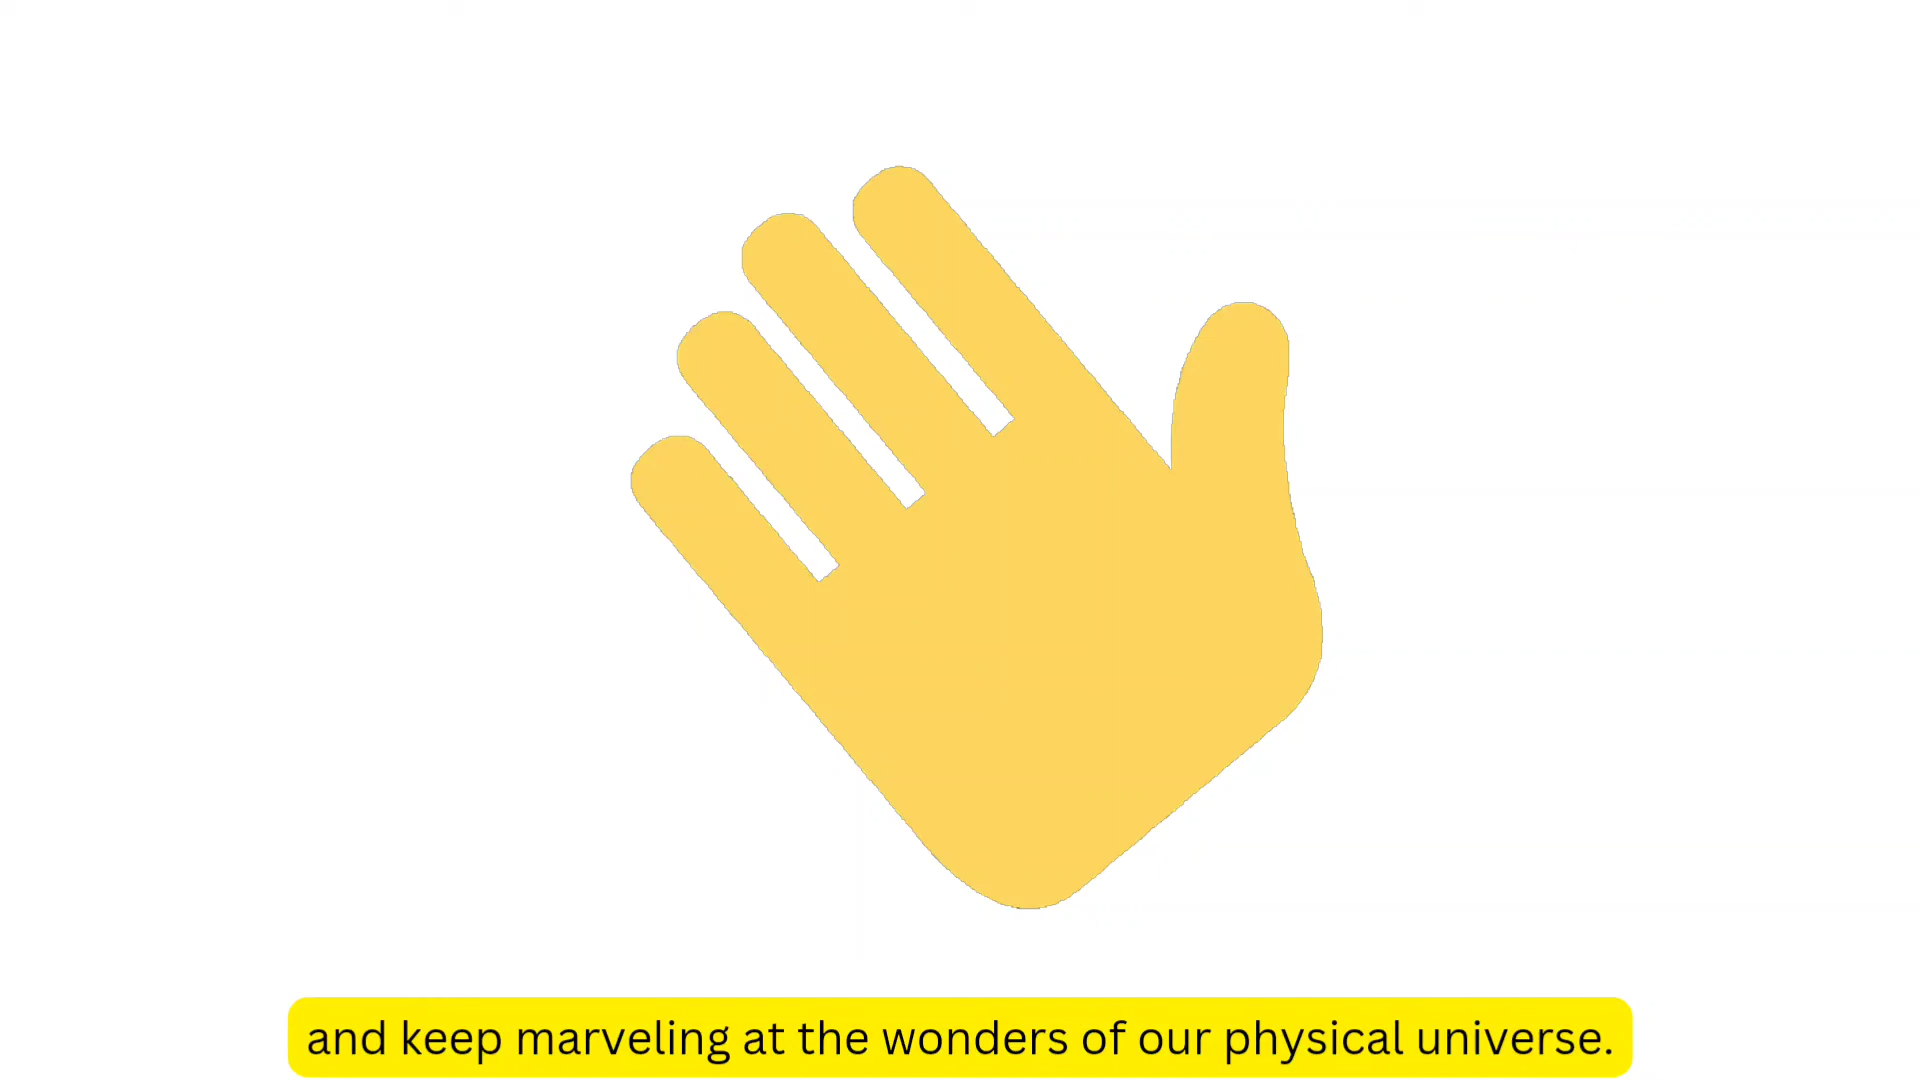 and keep marveling at the wonders of our physical universe.